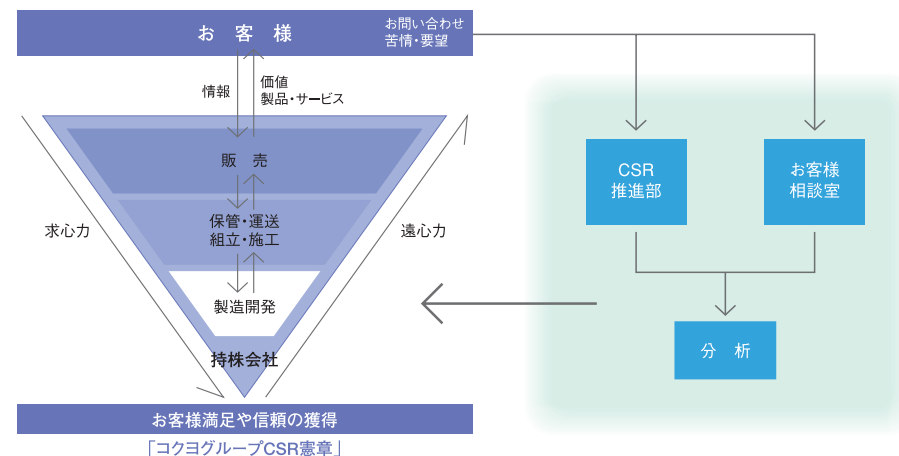 お 客 様
お問い合わせ
苦情・要望
情報
価値
製品・サービス
販 売
保管・運送
組立・施工
求心力
遠心力
製造開発
持株会社
お客様満足や信頼の獲得
「コクヨグループCSR憲章」
CSR
推進部
お客様
相談室
分 析